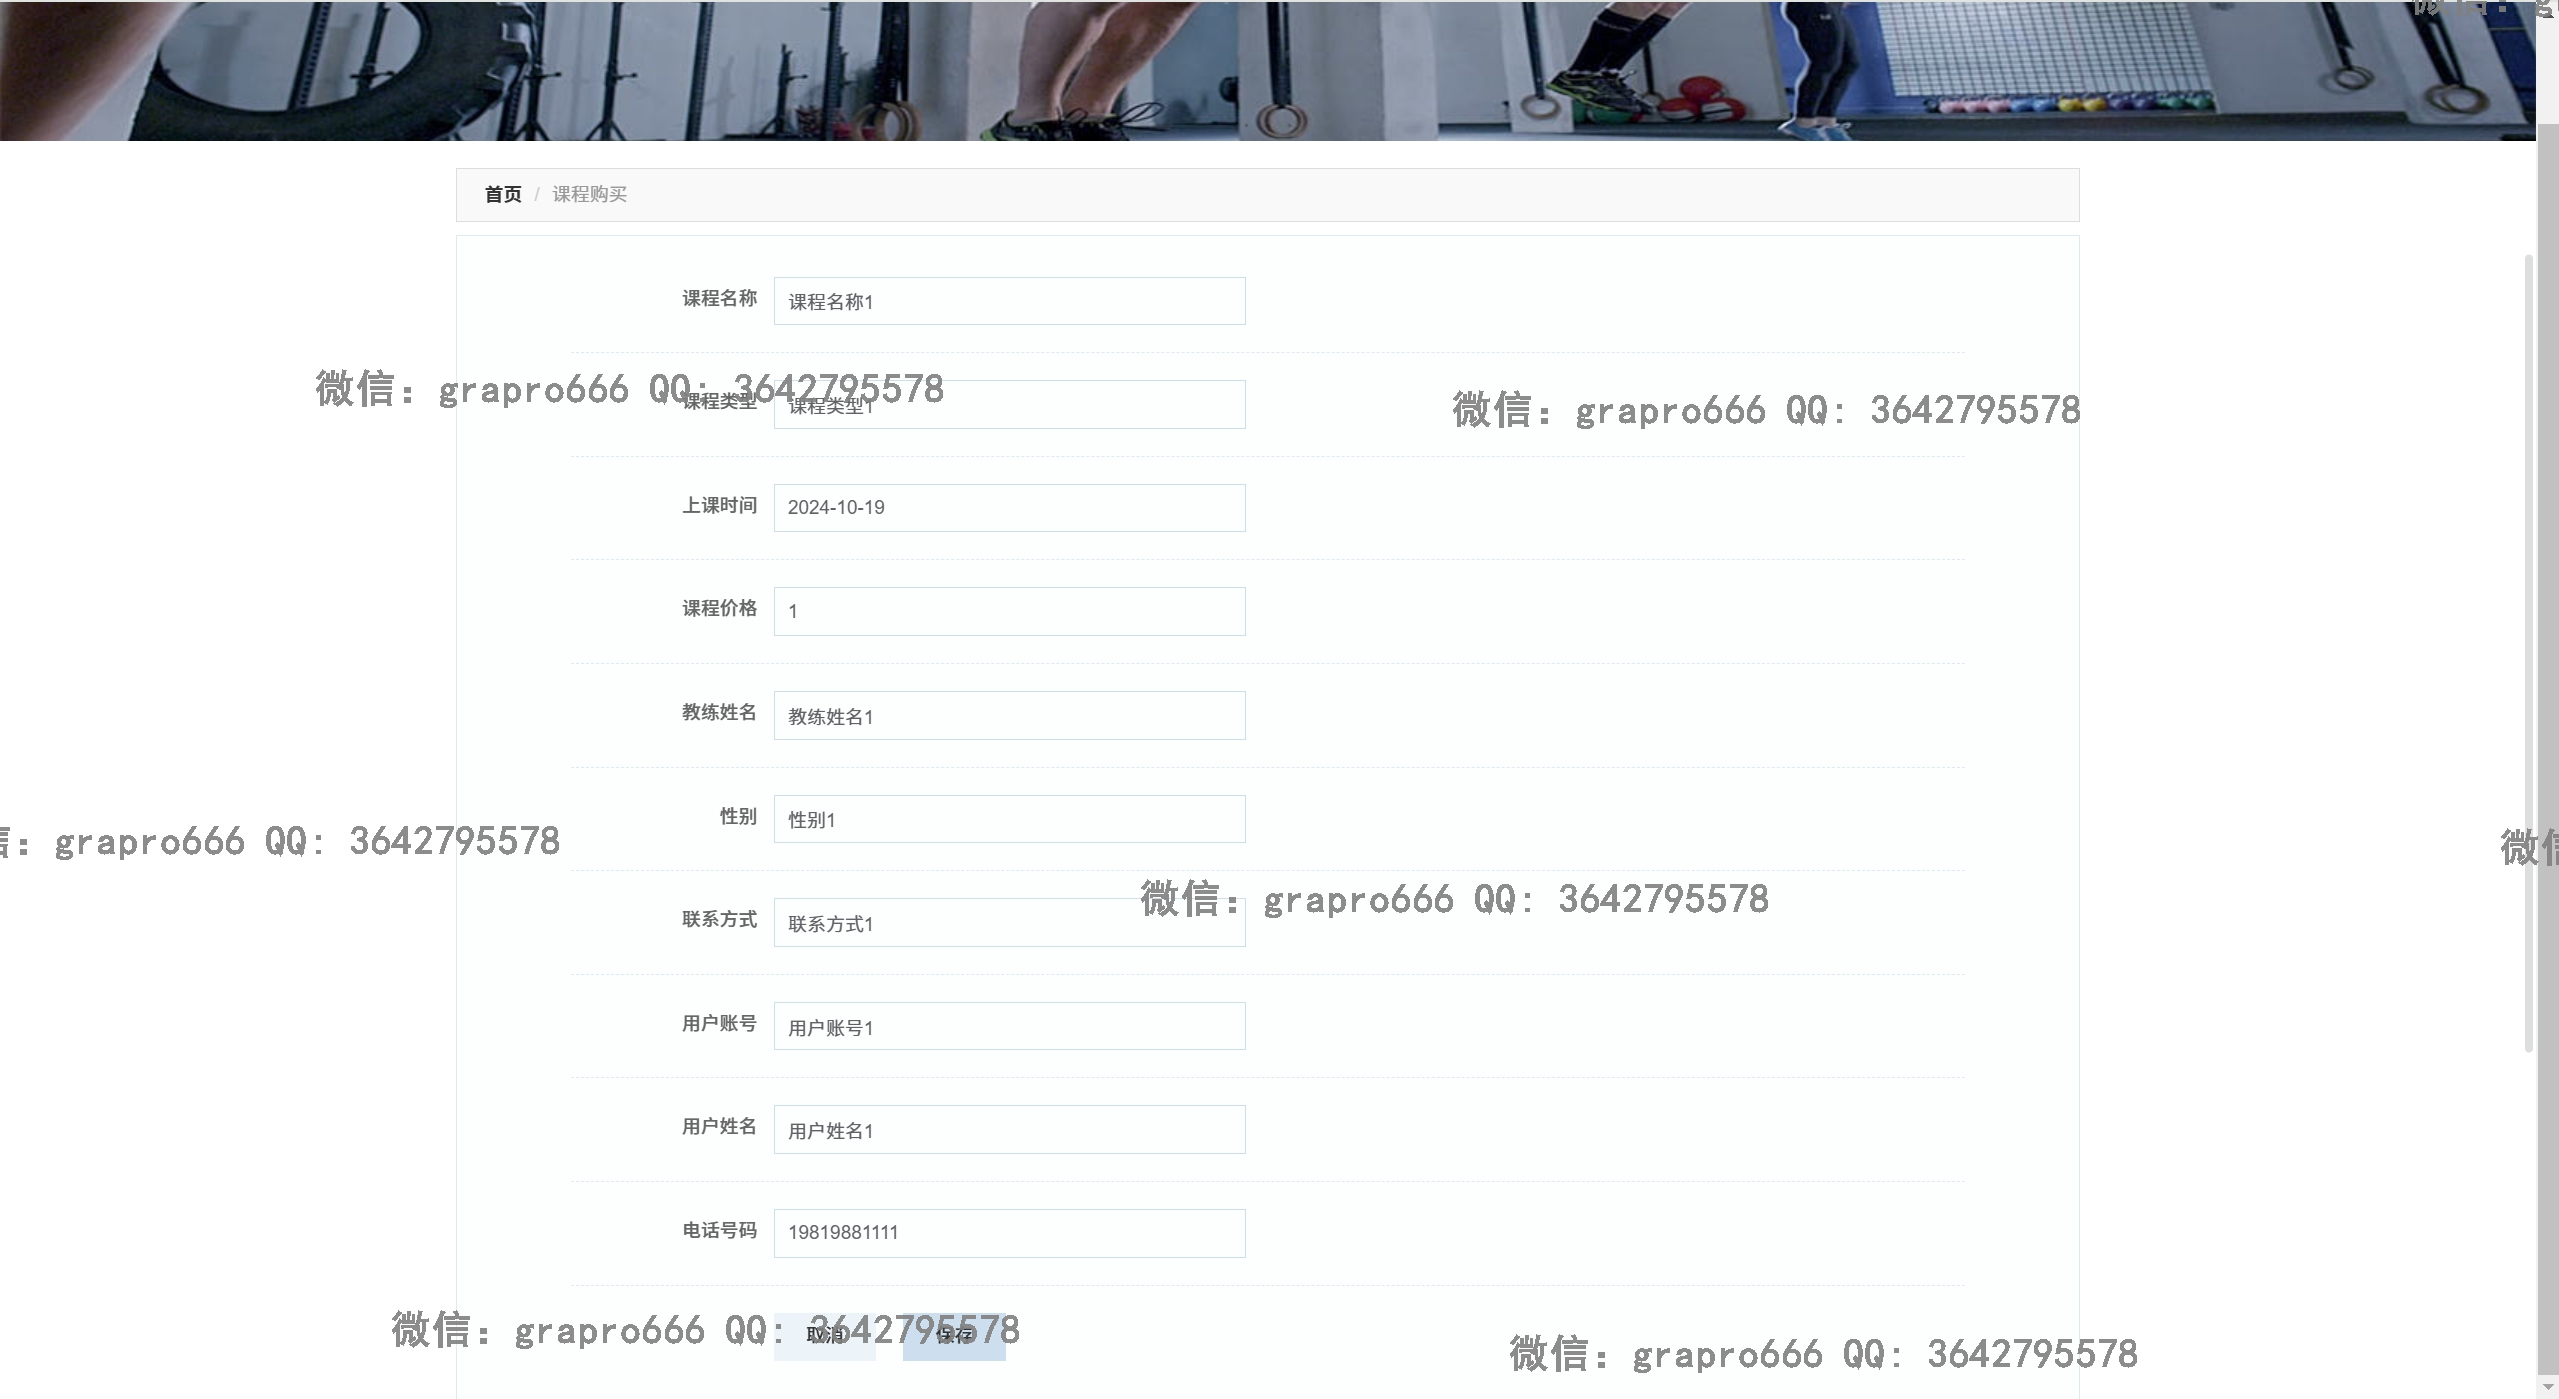 首页 / 课程购买
课程名称 课程名称1
微信: grapro666 QQ: 3642795578
课程类型 课程类型1
微信: grapro666 QQ: 3642795578
上课时间 2024-10-19
课程价格 1
教练姓名 教练姓名1
性别 性别1
信: grapro666 QQ: 3642795578
微信
微信: grapro666 QQ: 3642795578
联系方式 联系方式1
用户账号 用户账号1
用户姓名 用户姓名1
电话号码 19819881111
微信: grapro666 QQ: 3642795578
取消 保存
微信: grapro666 QQ: 3642795578